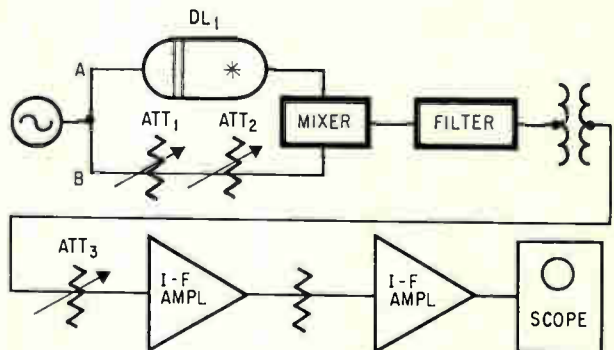 DL1
A
ATT1
ATT2
MIXER
FILTER
B
ATT3
I-F
AMPL
I-F
AMPL
SCOPE